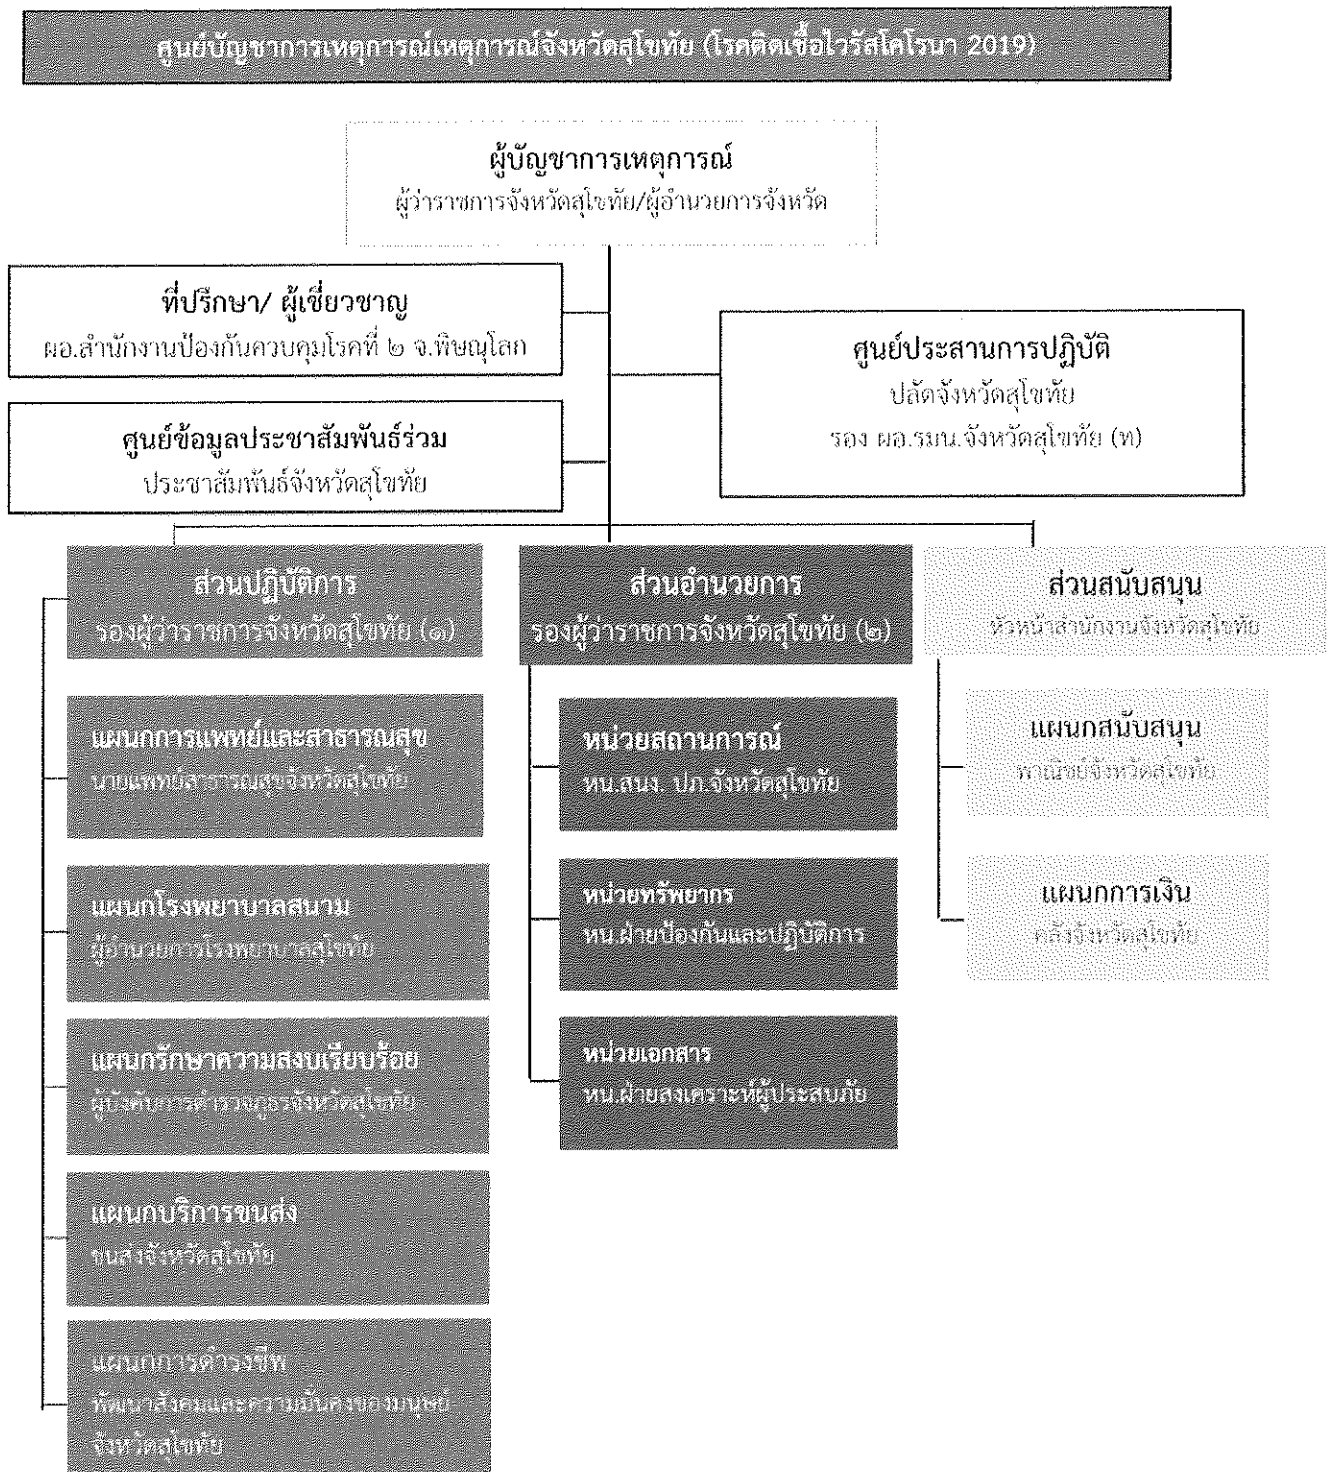 ศูนย์บัญชาการเหตุการณ์เหตุการณ์จังหวัดสุโขทัย (โรคติดเชื้อไวรัสโคโรนา 2019)
ผู้บัญชาการเหตุการณ์
ผู้ว่าราชการจังหวัดสุโขทัย/ผู้อำนวยการจังหวัด
ที่ปรึกษา/ ผู้เชี่ยวชาญ
ผอ.สำนักงานป้องกันควบคุมโรคที่ ๒ จ.พิษณุโลก
ศูนย์ประสานการปฏิบัติ
ปลัดจังหวัดสุโขทัย
รอง ผอ.รมน.จังหวัดสุโขทัย (ท)
ศูนย์ข้อมูลประชาสัมพันธ์ร่วม
ประชาสัมพันธ์จังหวัดสุโขทัย
ส่วนปฏิบัติการ
รองผู้ว่าราชการจังหวัดสุโขทัย (๑)
แผนกการแพทย์และสาธารณสุข
นายแพทย์สาธารณสุขจังหวัดสุโขทัย
แผนกโรงพยาบาลสนาม
ผู้อำนวยการโรงพยาบาลสุโขทัย
แผนกรักษาความสงบเรียบร้อย
ผู้บังคับการตำรวจภูธรจังหวัดสุโขทัย
แผนกบริการขนส่ง
ขนส่งจังหวัดสุโขทัย
แผนกการดำรงชีพ
พัฒนาสังคมและความมั่นคงของมนุษย์
จังหวัดสุโขทัย
ส่วนอำนวยการ
รองผู้ว่าราชการจังหวัดสุโขทัย (๒)
หน่วยสถานการณ์
หน.สนง. ปภ.จังหวัดสุโขทัย
หน่วยทรัพยากร
หน.ฝ่ายป้องกันและปฏิบัติการ
หน่วยเอกสาร
หน.ฝ่ายสงเคราะห์ผู้ประสบภัย
ส่วนสนับสนุน
หัวหน้าสำนักงานจังหวัดสุโขทัย
แผนกสนับสนุน
พาณิชย์จังหวัดสุโขทัย
แผนกการเงิน
คลังจังหวัดสุโขทัย